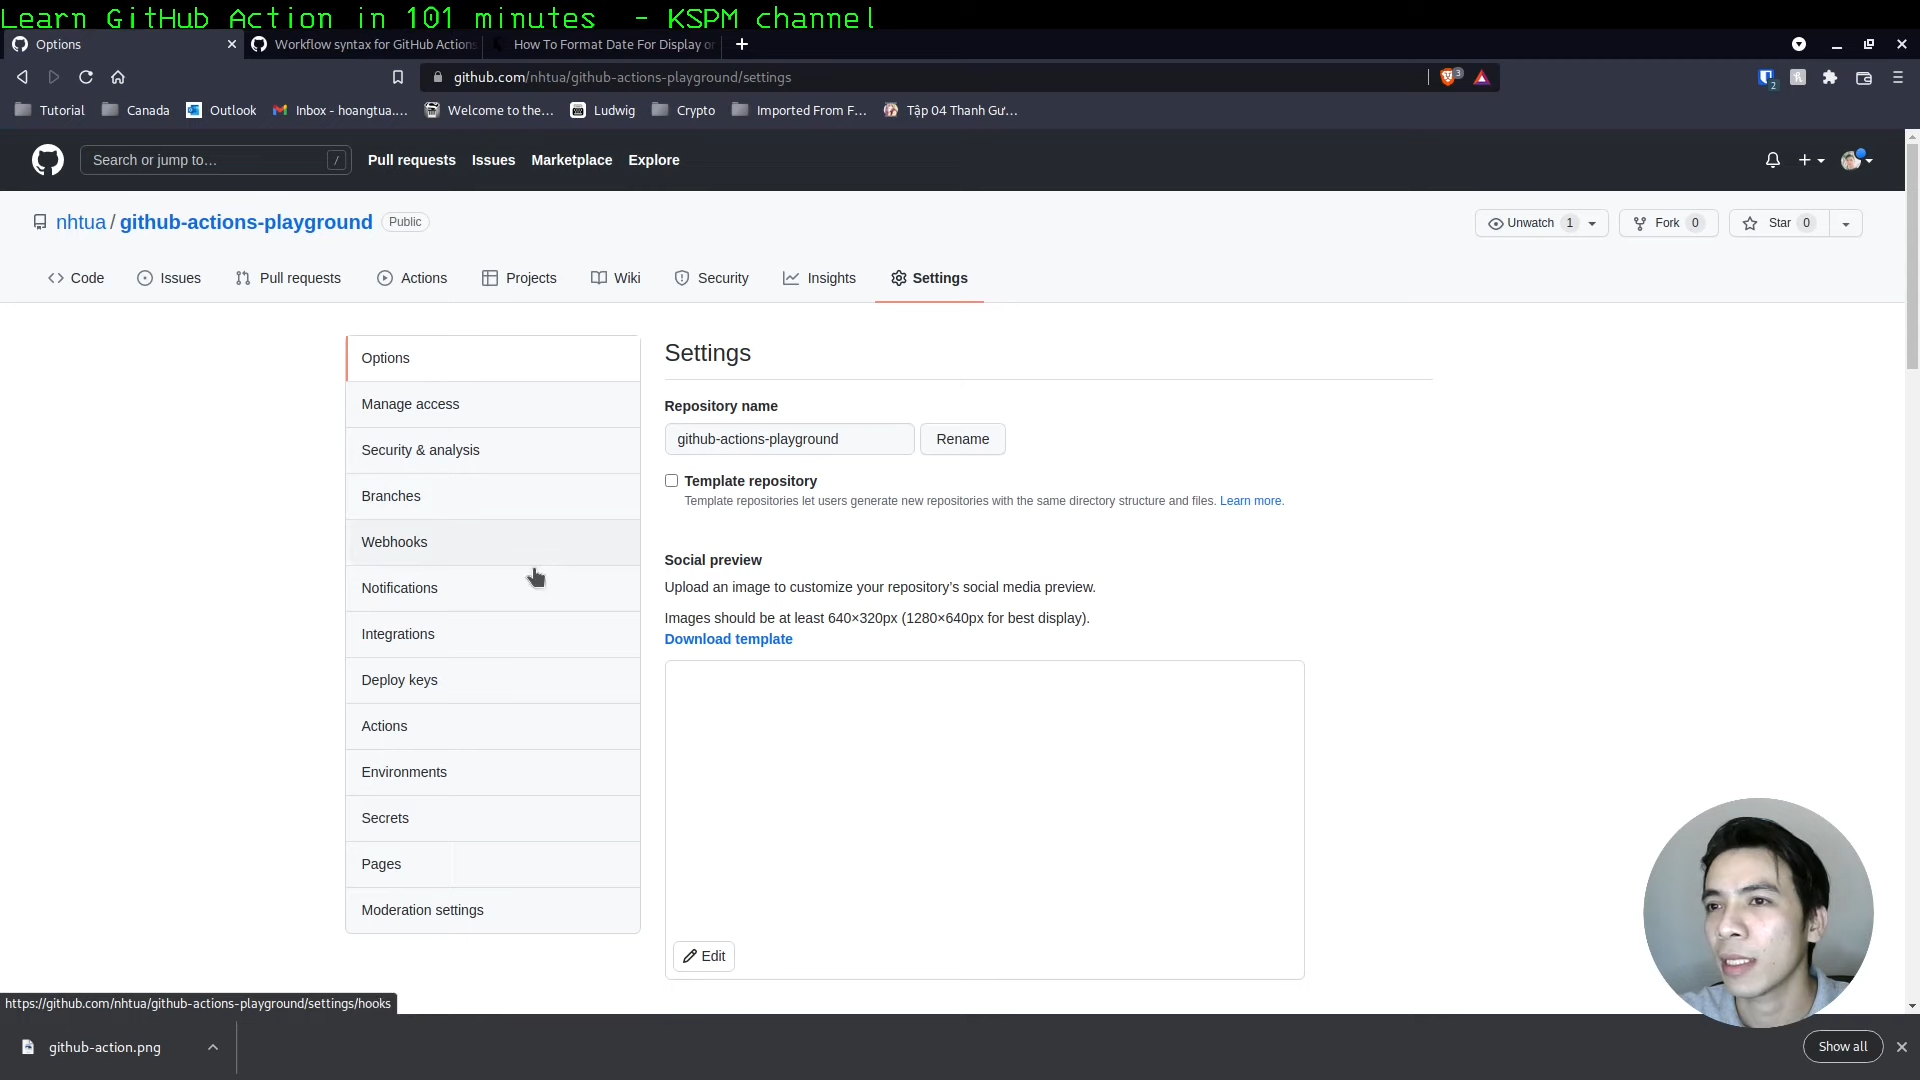 Learn GitHub Action in 101 minutes - KSPM channel
Options
Workflow syntax for GitHub Actions
How To Format Date For Display or
github.com/nhtua/github-actions-playground/settings
3
2
Tutorial
Canada
Outlook
Inbox - hoangtua....
Welcome to the...
Ludwig
Crypto
Imported From F...
Tập 04 Thanh Gư...
Search or jump to...
/
Pull requests
Issues
Marketplace
Explore
nhtua / github-actions-playground
Public
Unwatch 1
Fork 0
Star 0
Code
Issues
Pull requests
Actions
Projects
Wiki
Security
Insights
Settings
Options
Manage access
Security & analysis
Branches
Webhooks
Notifications
Integrations
Deploy keys
Actions
Environments
Secrets
Pages
Moderation settings
Settings
Repository name
github-actions-playground
Rename
Template repository
Template repositories let users generate new repositories with the same directory structure and files. Learn more.
Social preview
Upload an image to customize your repository's social media preview.
Images should be at least 640×320px (1280×640px for best display).
Download template
Edit
https://github.com/nhtua/github-actions-playground/settings/hooks
github-action.png
Show all